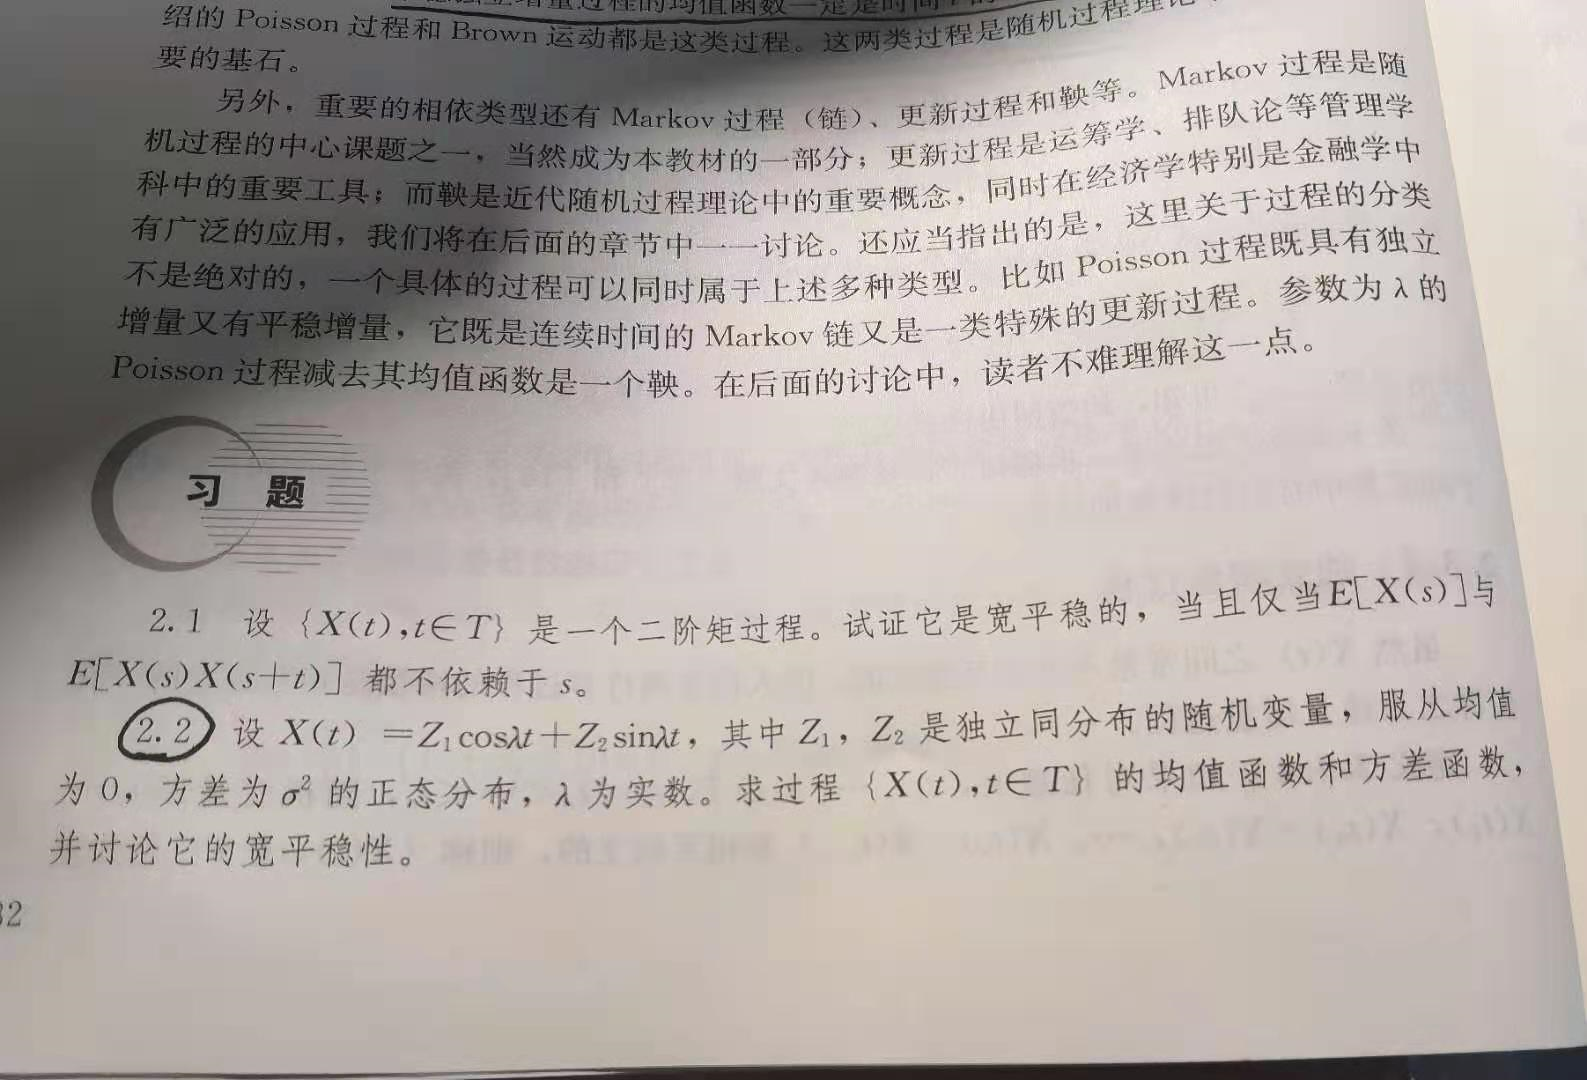 立增量过程的均值函数一定是时间t的
绍的 Poisson 过程和 Brown 运动都是这类过程。这两类过程是随机过程理论
要的基石。
另外，重要的相依类型还有 Markov 过程（链）、更新过程和鞅等。Markov 过程是随
机过程的中心课题之一，当然成为本教材的一部分；更新过程是运筹学、排队论等管理学
科中的重要工具；而鞅是近代随机过程理论中的重要概念，同时在经济学特别是金融学中
有广泛的应用，我们将在后面的章节中一一讨论。还应当指出的是，这里关于过程的分类
不是绝对的，一个具体的过程可以同时属于上述多种类型。比如 Poisson 过程既具有独立
增量又有平稳增量，它既是连续时间的 Markov 链又是一类特殊的更新过程。参数为 λ 的
Poisson 过程减去其均值函数是一个鞅。在后面的讨论中，读者不难理解这一点。
习 题
2.1 设 {X(t),t∈T} 是一个二阶矩过程。试证它是宽平稳的，当且仅当E[X(s)]与
E[X(s)X(s+t)] 都不依赖于 s。
2.2 设 X(t) =Z₁cosλt+Z₂sinλt，其中 Z₁，Z₂ 是独立同分布的随机变量，服从均值
为 0，方差为 σ² 的正态分布，λ 为实数。求过程 {X(t),t∈T} 的均值函数和方差函数，
并讨论它的宽平稳性。
32